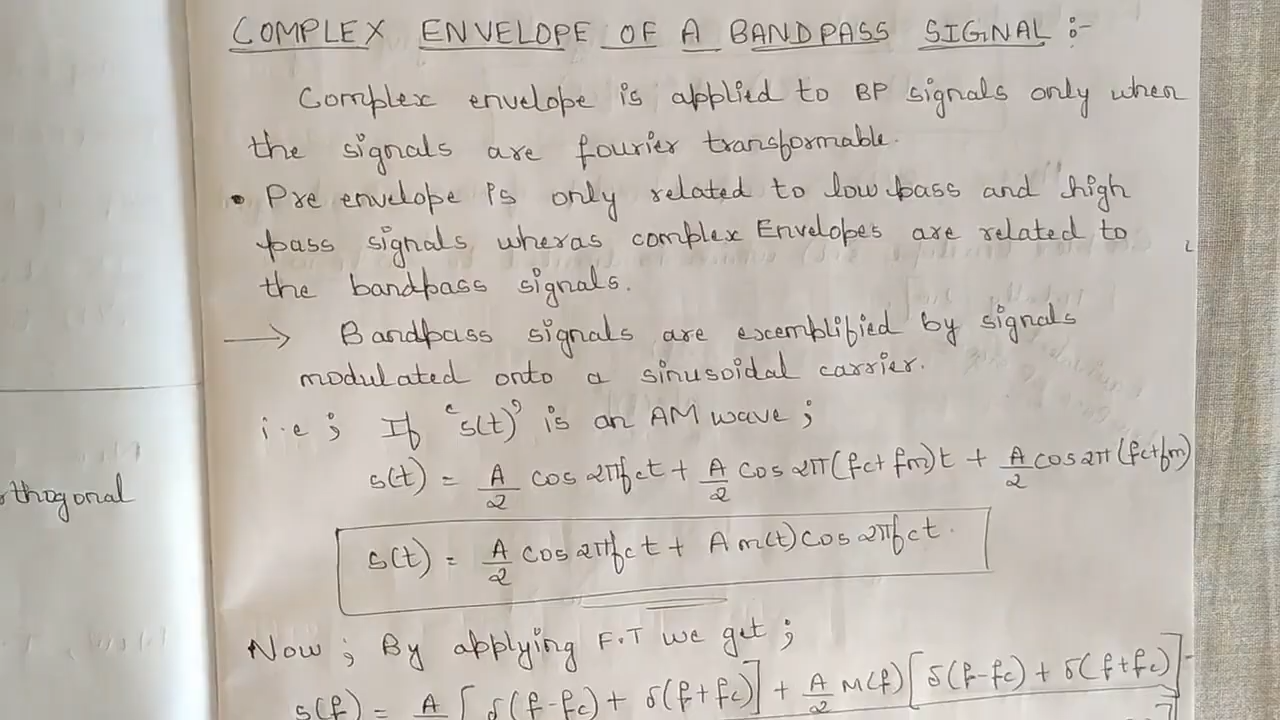 COMPLEX ENVELOPE OF A BANDPASS SIGNAL :-
Complex envelope is applied to BP signals only when
the signals are fourier transformable.
• Pre envelope is only related to low pass and high
pass signals wheras complex Envelopes are related to
the bandpass signals.
→ Bandpass signals are excemplified by signals
modulated onto a sinusoidal carrier.
i.e ; If 's(t)' is an AM wave ;
s(t) = A/2 cos 2πfct + A/2 cos 2π(fc+fm)t + A/2 cos 2π(fc+fm)
orthogonal
s(t) = A/2 cos 2πfct + A m(t) cos 2πfct.
Now ; By applying F.T we get ;
s(f) = A [δ(f-fc) + δ(f+fc)] + A/2 M(f) [δ(f-fc) + δ(f+fc)]